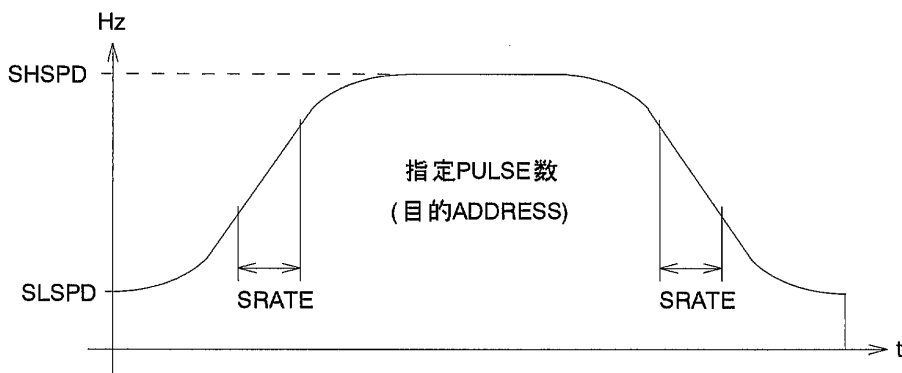 Hz
SHSPD
指定PULSE数
(目的ADDRESS)
SLSPD
SRATE
SRATE
t